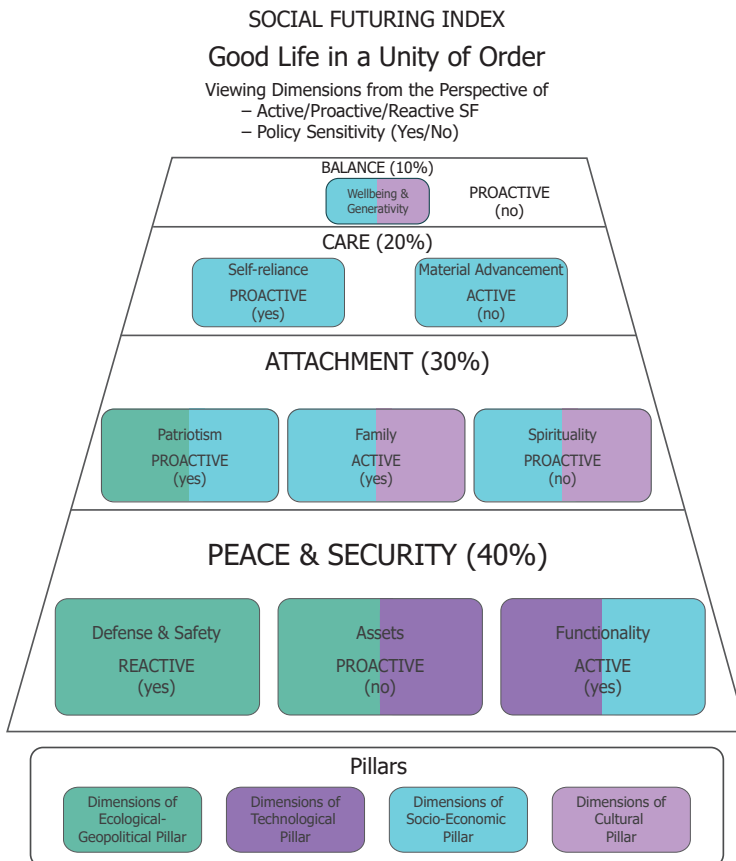 SOCIAL FUTURING INDEX
Good Life in a Unity of Order
Viewing Dimensions from the Perspective of
– Active/Proactive/Reactive SF
– Policy Sensitivity (Yes/No)
BALANCE (10%)
Wellbeing &
Generativity
PROACTIVE
(no)
CARE (20%)
Self-reliance
PROACTIVE
(yes)
Material Advancement
ACTIVE
(no)
ATTACHMENT (30%)
Patriotism
PROACTIVE
(yes)
Family
ACTIVE
(yes)
Spirituality
PROACTIVE
(no)
PEACE & SECURITY (40%)
Defense & Safety
REACTIVE
(yes)
Assets
PROACTIVE
(no)
Functionality
ACTIVE
(yes)
Pillars
Dimensions of
Ecological-
Geopolitical Pillar
Dimensions of
Technological
Pillar
Dimensions of
Socio-Economic
Pillar
Dimensions of
Cultural
Pillar